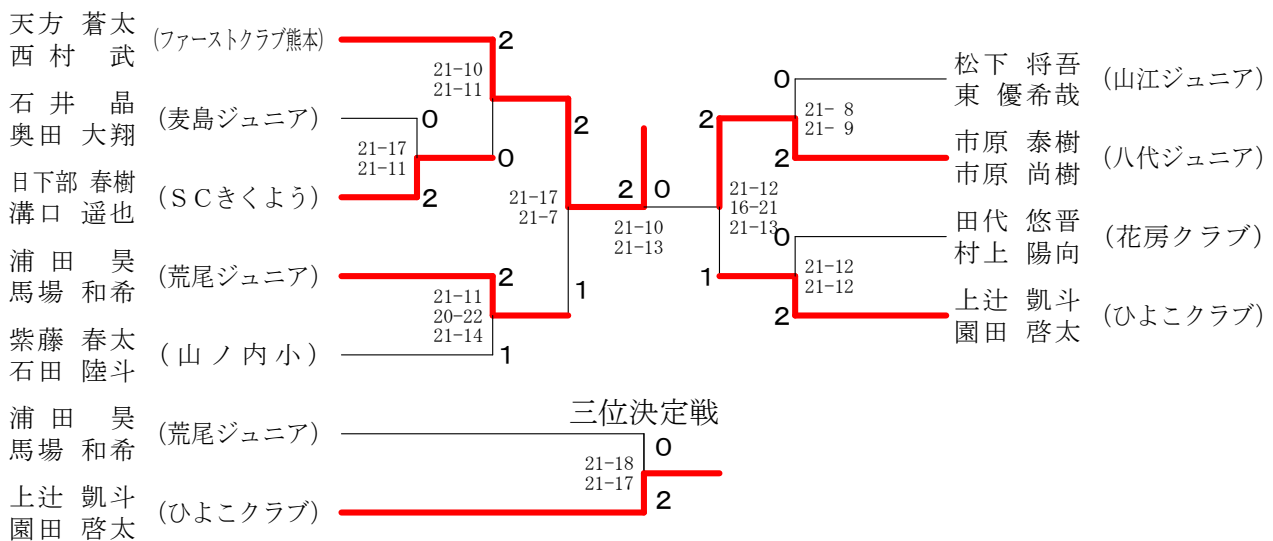 天方 蒼太
西村 武
(ファーストクラブ熊本)
石井 晶
奥田 大翔
(麦島ジュニア)
日下部 春樹
溝口 遥也
(ＳＣきくよう)
浦田 昊
馬場 和希
(荒尾ジュニア)
紫藤 春太
石田 陸斗
(山ノ内小)
2
21-10
21-11
0
0
21-17
21-11
2
2
21-17
21-7
1
2
21-11
20-22
21-14
1
2
0
21-10
21-13
2
21-12
16-21
21-13
1
0
21- 8
21- 9
2
0
21-12
21-12
2
松下 将吾
東 優希哉
(山江ジュニア)
市原 泰樹
市原 尚樹
(八代ジュニア)
田代 悠晋
村上 陽向
(花房クラブ)
上辻 凱斗
園田 啓太
(ひよこクラブ)
三位決定戦
浦田 昊
馬場 和希
(荒尾ジュニア)
上辻 凱斗
園田 啓太
(ひよこクラブ)
0
21-18
21-17
2